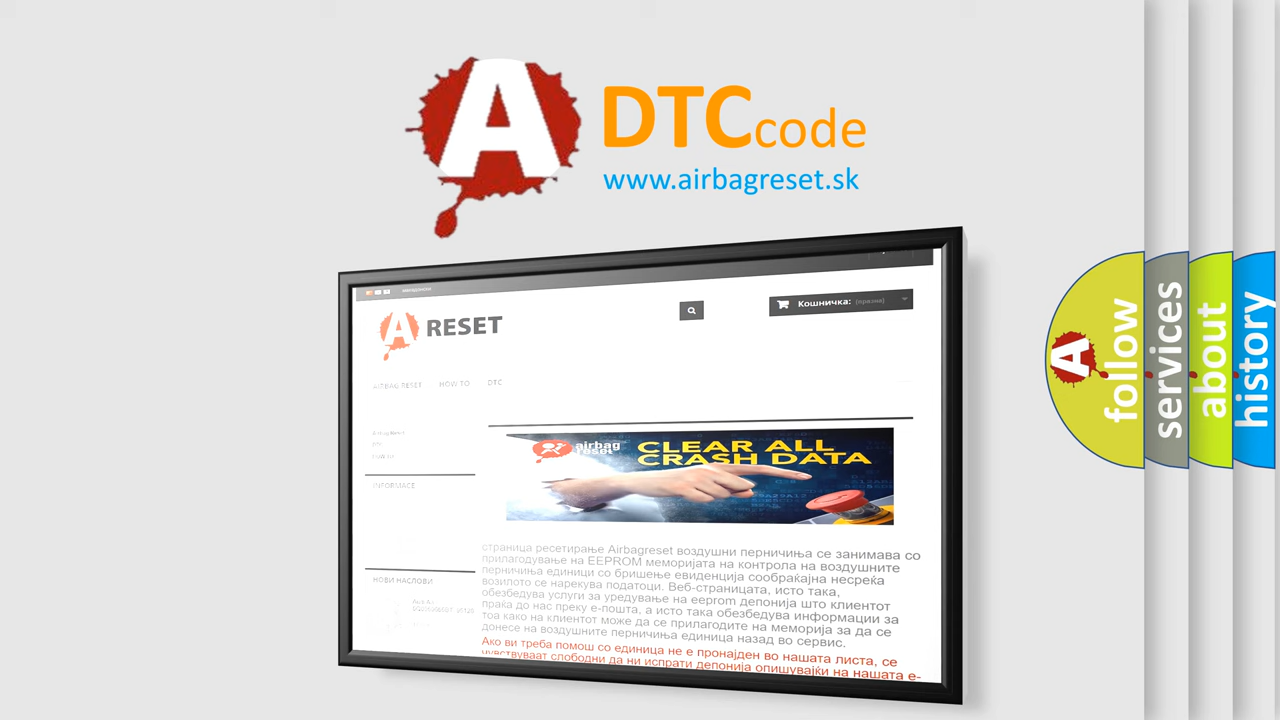 A
DTC code
www.airbagreset.sk
A RESET
Кошничка: (празна)
AIRBAG RESET HOW TO DTC
airbag
reset
CLEAR ALL
CRASH DATA
INFORMACE
НОВИ НАСЛОВИ
страница ресетирање Airbagreset воздушни перничиња се занимава со
прилагодување на EEPROM меморијата на контрола на воздушните
перничиња единици со бришење евиденција сообраќајна несреќа
возилото се нарекува податоци. Веб-страницата, исто така,
обезбедува услуги за уредување на eeprom депонија што клиентот
праќа до нас преку е-пошта, а исто така обезбедува информации за
тоа како на клиентот може да се прилагодите на меморија за да се
донесе на воздушните перничиња единица назад во сервис.
Ако ви треба помош со единица не е пронајден во нашата листа, се
чувствуваат слободни да ни испрати депонија опишувајќи на нашата е-
A
follow
services
about
history